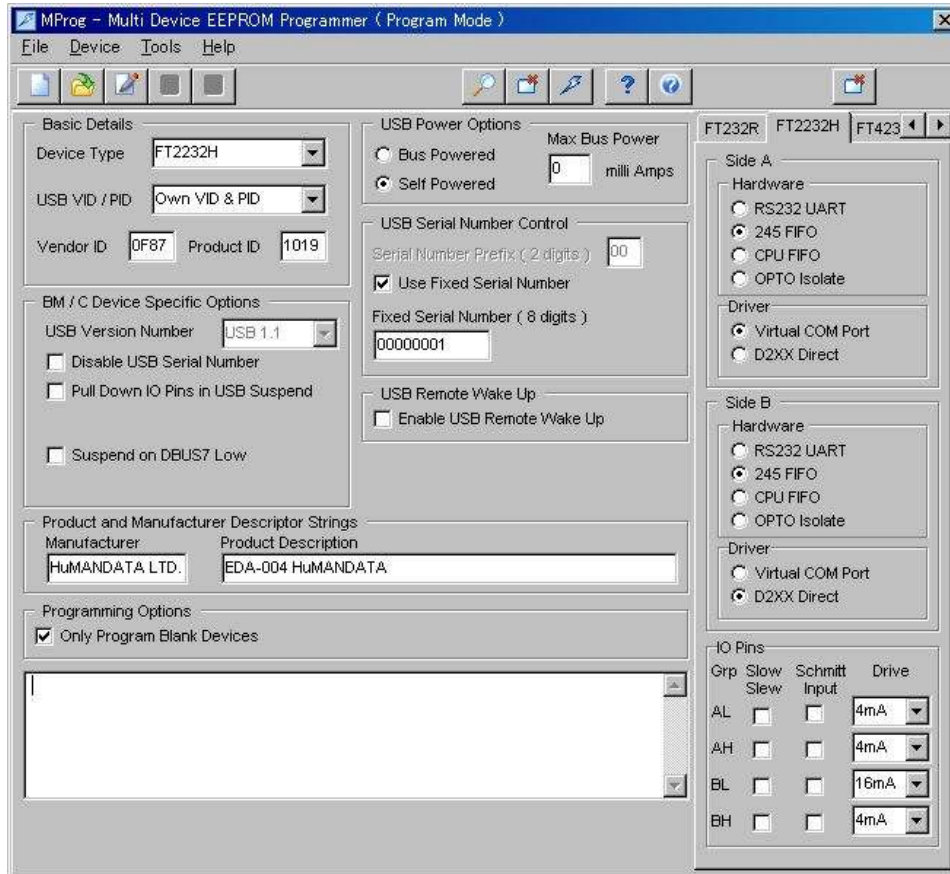 MProg - Multi Device EEPROM Programmer ( Program Mode )
File Device Tools Help
Basic Details
Device Type FT2232H
USB VID / PID Own VID & PID
Vendor ID 0F87 Product ID 1019
BM / C Device Specific Options
USB Version Number USB 1.1
Disable USB Serial Number
Pull Down IO Pins in USB Suspend
Suspend on DBUS7 Low
USB Power Options
Bus Powered
Self Powered
Max Bus Power
0 milli Amps
USB Serial Number Control
Serial Number Prefix ( 2 digits ) 00
Use Fixed Serial Number
Fixed Serial Number ( 8 digits )
00000001
USB Remote Wake Up
Enable USB Remote Wake Up
Product and Manufacturer Descriptor Strings
Manufacturer Product Description
HuMANDATA LTD. EDA-004 HuMANDATA
Programming Options
Only Program Blank Devices
FT232R FT2232H FT423
Side A
Hardware
RS232 UART
245 FIFO
CPU FIFO
OPTO Isolate
Driver
Virtual COM Port
D2XX Direct
Side B
Hardware
RS232 UART
245 FIFO
CPU FIFO
OPTO Isolate
Driver
Virtual COM Port
D2XX Direct
IO Pins
Grp Slow Schmitt Drive
Slew Input
AL 4mA
AH 4mA
BL 16mA
BH 4mA